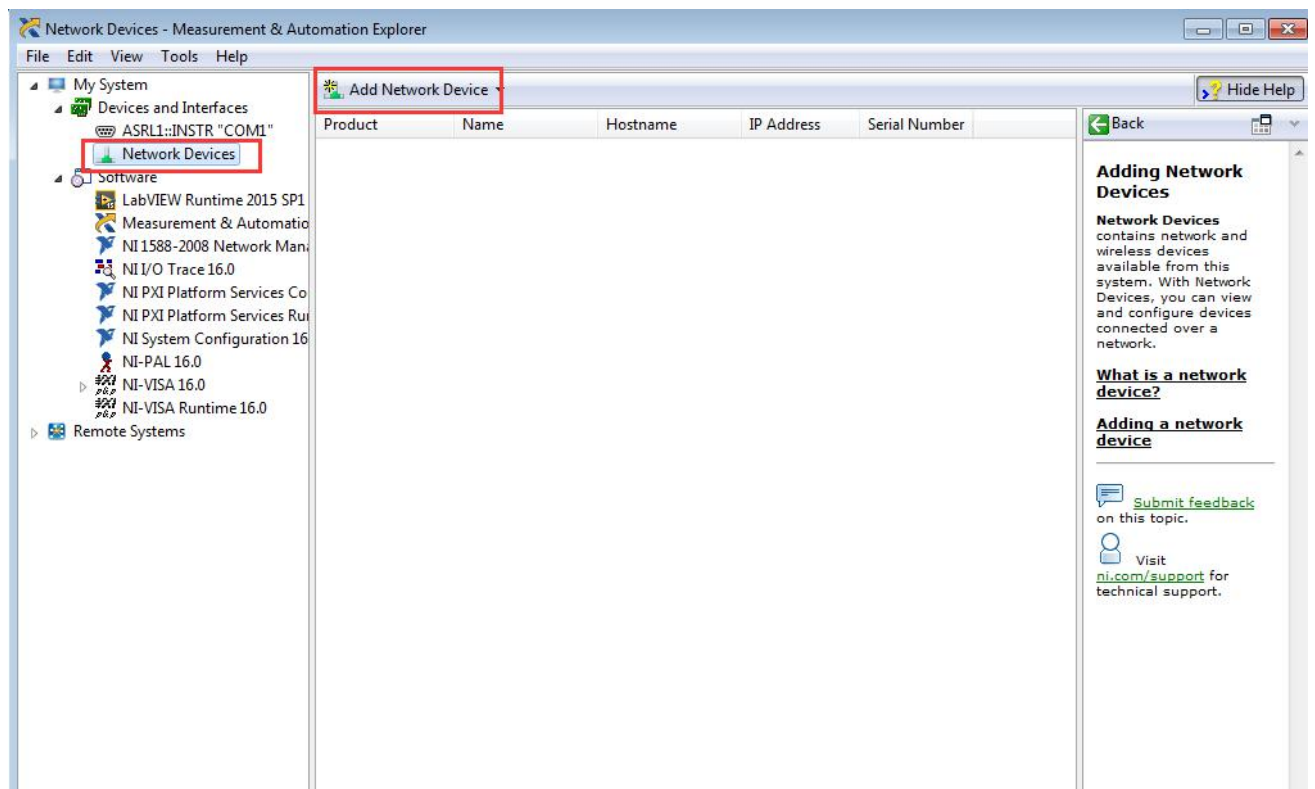 Network Devices - Measurement & Automation Explorer
File Edit View Tools Help
My System
Devices and Interfaces
ASRL1::INSTR "COM1"
Network Devices
Software
LabVIEW Runtime 2015 SP1
Measurement & Automatio
NI 1588-2008 Network Mana
NI I/O Trace 16.0
NI PXI Platform Services Co
NI PXI Platform Services Ru
NI System Configuration 16
NI-PAL 16.0
NI-VISA 16.0
NI-VISA Runtime 16.0
Remote Systems
Add Network Device
Hide Help
Product Name Hostname IP Address Serial Number
Back
Adding Network
Devices
Network Devices
contains network and
wireless devices
available from this
system. With Network
Devices, you can view
and configure devices
connected over a
network.
What is a network
device?
Adding a network
device
Submit feedback
on this topic.
Visit
ni.com/support for
technical support.